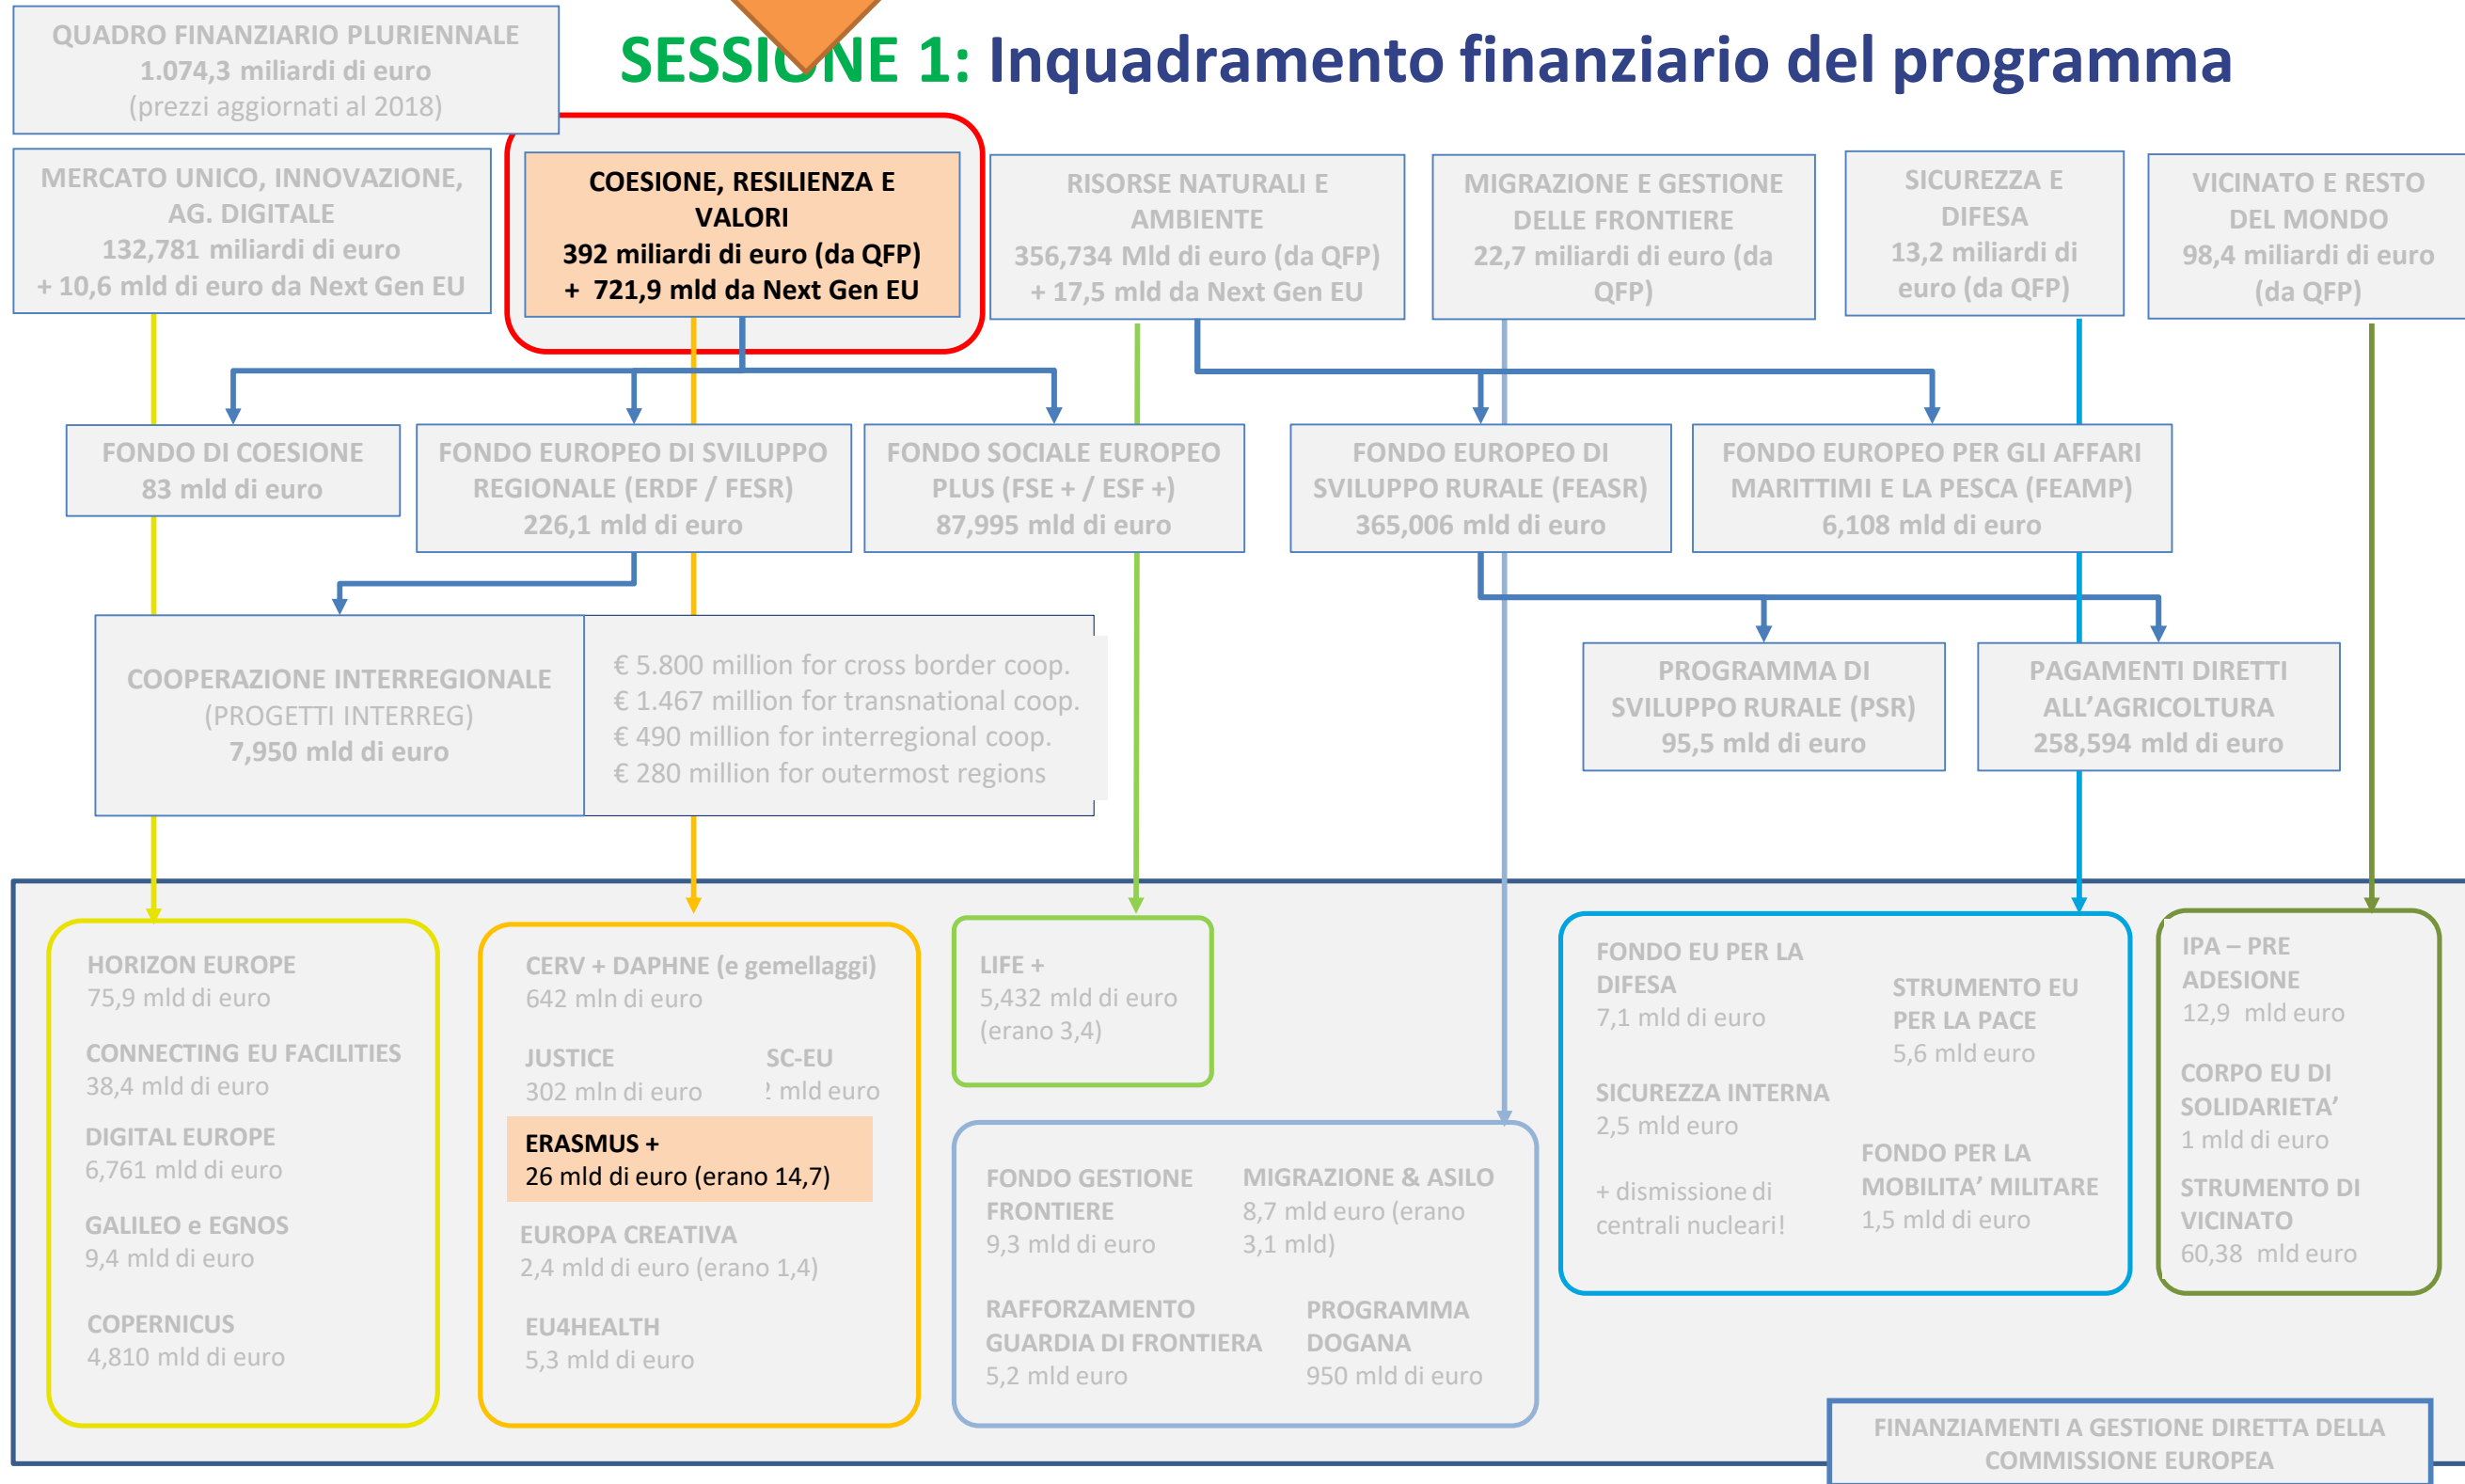 SESSIONE 1: Inquadramento finanziario del programma
QUADRO FINANZIARIO PLURIENNALE
1.074,3 miliardi di euro
(prezzi aggiornati al 2018)
MERCATO UNICO, INNOVAZIONE,
AG. DIGITALE
132,781 miliardi di euro
+ 10,6 mld di euro da Next Gen EU
COESIONE, RESILIENZA E
VALORI
392 miliardi di euro (da QFP)
+ 721,9 mld da Next Gen EU
RISORSE NATURALI E
AMBIENTE
356,734 Mld di euro (da QFP)
+ 17,5 mld da Next Gen EU
MIGRAZIONE E GESTIONE
DELLE FRONTIERE
22,7 miliardi di euro (da
QFP)
SICUREZZA E
DIFESA
13,2 miliardi di
euro (da QFP)
VICINATO E RESTO
DEL MONDO
98,4 miliardi di euro
(da QFP)
FONDO DI COESIONE
83 mld di euro
FONDO EUROPEO DI SVILUPPO
REGIONALE (ERDF / FESR)
226,1 mld di euro
FONDO SOCIALE EUROPEO
PLUS (FSE + / ESF +)
87,995 mld di euro
FONDO EUROPEO DI
SVILUPPO RURALE (FEASR)
365,006 mld di euro
FONDO EUROPEO PER GLI AFFARI
MARITTIMI E LA PESCA (FEAMP)
6,108 mld di euro
COOPERAZIONE INTERREGIONALE
(PROGETTI INTERREG)
7,950 mld di euro
€ 5.800 million for cross border coop.
€ 1.467 million for transnational coop.
€ 490 million for interregional coop.
€ 280 million for outermost regions
PROGRAMMA DI
SVILUPPO RURALE (PSR)
95,5 mld di euro
PAGAMENTI DIRETTI
ALL’AGRICOLTURA
258,594 mld di euro
HORIZON EUROPE
75,9 mld di euro
CONNECTING EU FACILITIES
38,4 mld di euro
DIGITAL EUROPE
6,761 mld di euro
GALILEO e EGNOS
9,4 mld di euro
COPERNICUS
4,810 mld di euro
CERV + DAPHNE (e gemellaggi)
642 mln di euro
JUSTICE
302 mln di euro
SC-EU
mld euro
ERASMUS +
26 mld di euro (erano 14,7)
EUROPA CREATIVA
2,4 mld di euro (erano 1,4)
EU4HEALTH
5,3 mld di euro
LIFE +
5,432 mld di euro
(erano 3,4)
FONDO GESTIONE
FRONTIERE
9,3 mld di euro
MIGRAZIONE & ASILO
8,7 mld euro (erano
3,1 mld)
RAFFORZAMENTO
GUARDIA DI FRONTIERA
5,2 mld euro
PROGRAMMA
DOGANA
950 mld di euro
FONDO EU PER LA
DIFESA
7,1 mld di euro
STRUMENTO EU
PER LA PACE
5,6 mld euro
SICUREZZA INTERNA
2,5 mld euro
+ dismissione di
centrali nucleari!
FONDO PER LA
MOBILITA’ MILITARE
1,5 mld di euro
IPA – PRE
ADESIONE
12,9 mld euro
CORPO EU DI
SOLIDARIETA’
1 mld di euro
STRUMENTO DI
VICINATO
60,38 mld euro
FINANZIAMENTI A GESTIONE DIRETTA DELLA
COMMISSIONE EUROPEA